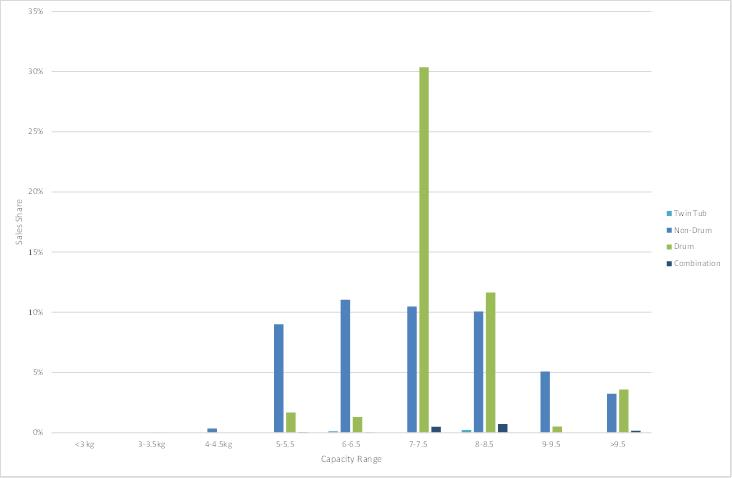 35%
30%
25%
20%
15%
10%
5%
0%
Sales Share
<3 kg
3-3.5kg
4-4.5kg
5-5.5
6-6.5
7-7.5
8-8.5
9-9.5
>9.5
Capacity Range
Twin Tub
Non-Drum
Drum
Combination